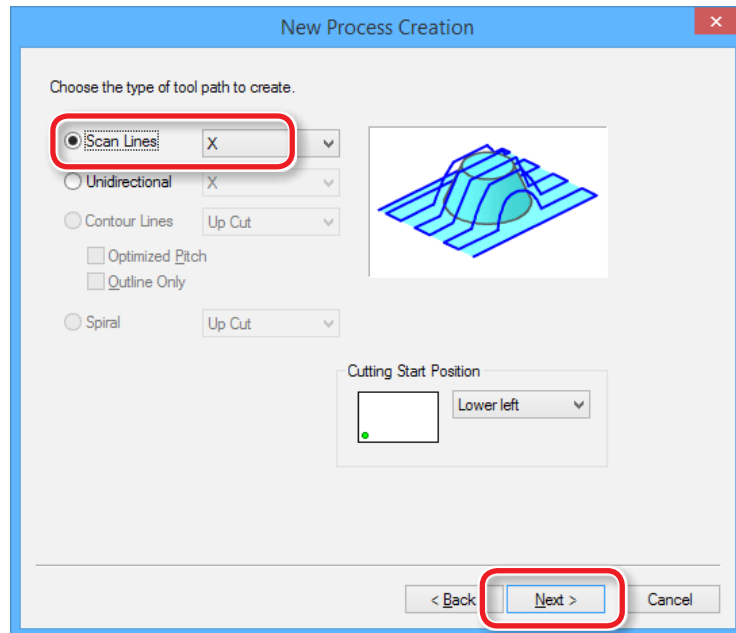 New Process Creation
Choose the type of tool path to create.
Scan Lines X
Unidirectional X
Contour Lines Up Cut
Optimized Pitch
Outline Only
Spiral Up Cut
Cutting Start Position
Lower left
< Back Next > Cancel